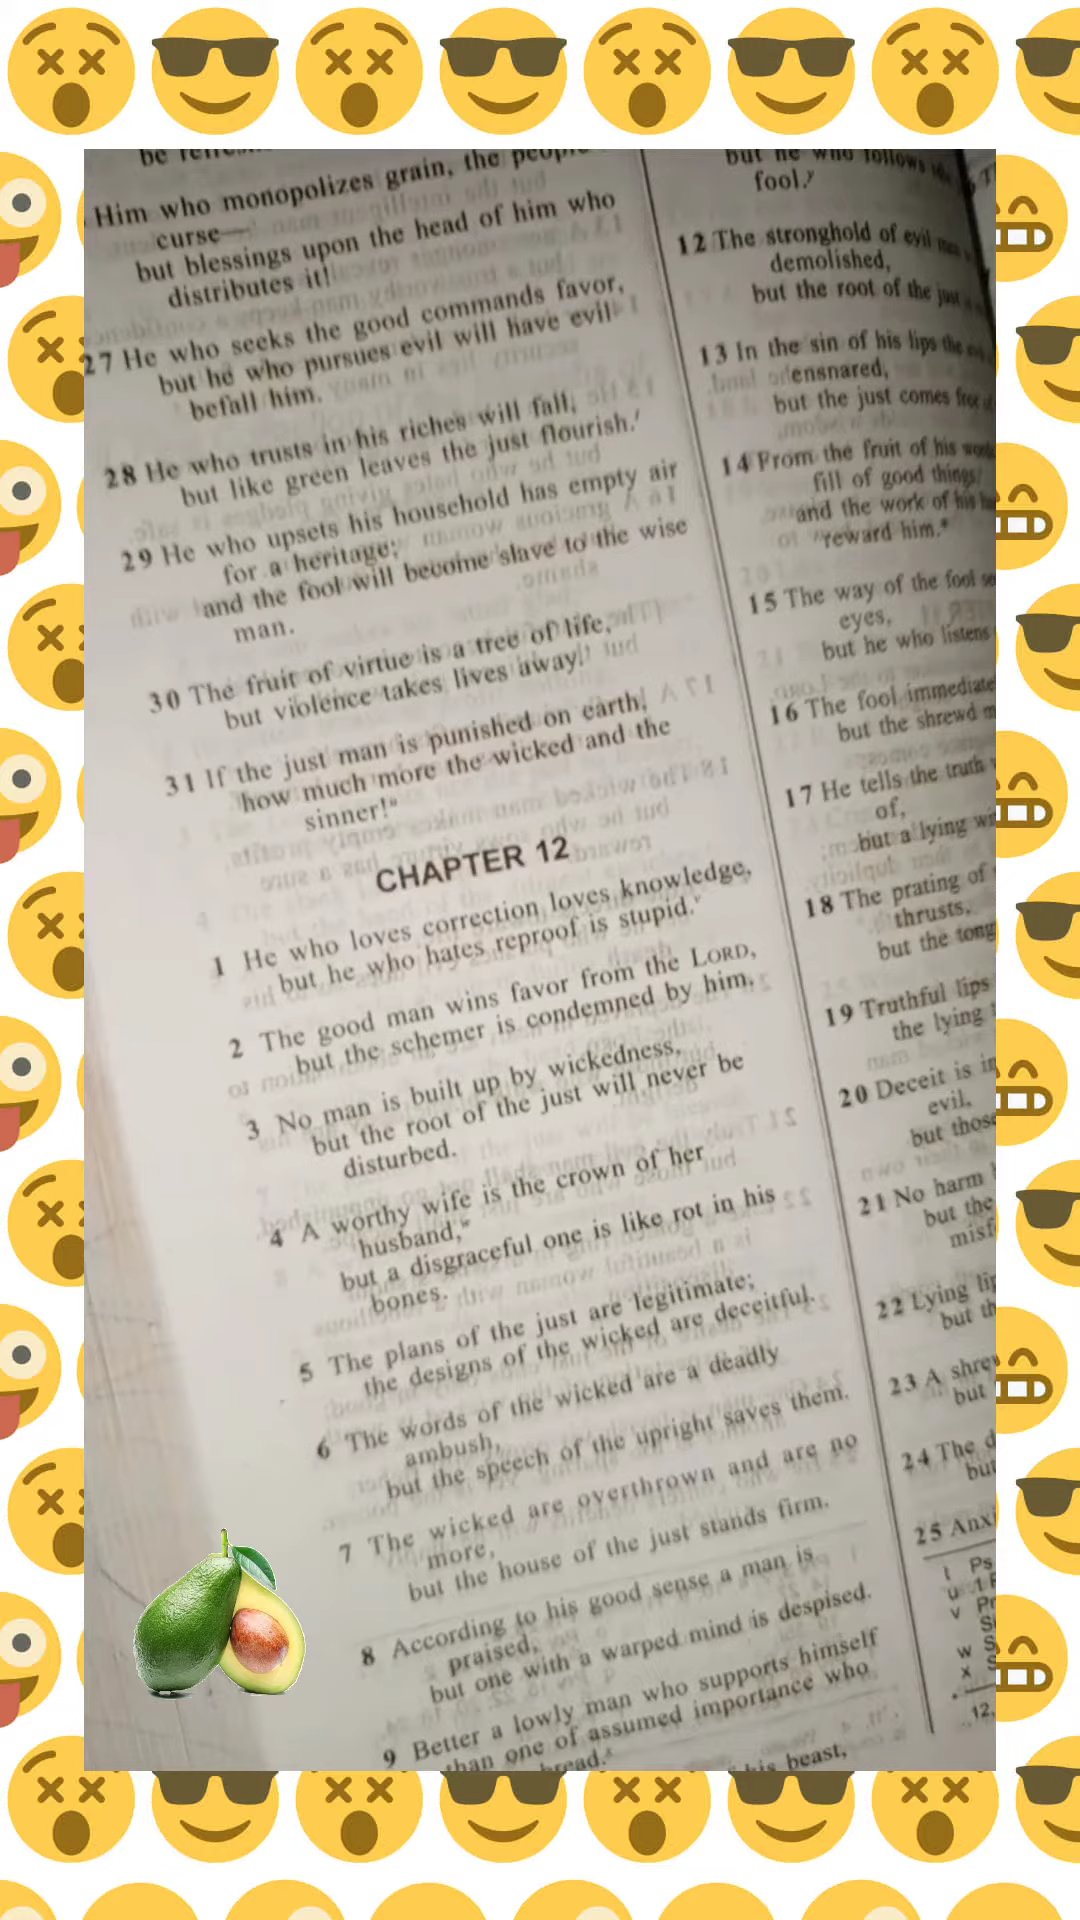 Him who monopolizes grain, the
curse—
but blessings upon the head of him who
distributes it!
27 He who seeks the good commands favor,
but he who pursues evil will have evil
befall him.
28 He who trusts in his riches will fall,
but like green leaves the just flourish.
29 He who upsets his household has empty air
for a heritage;
and the fool will become slave to the wise
man.
30 The fruit of virtue is a tree of life,
but violence takes lives away.
31 If the just man is punished on earth,
how much more the wicked and the
sinner!
CHAPTER 12
1 He who loves correction loves knowledge,
but he who hates reproof is stupid.
2 The good man wins favor from the LORD,
but the schemer is condemned by him.
3 No man is built up by wickedness,
but the root of the just will never be
disturbed.
4 A worthy wife is the crown of her
husband,
but a disgraceful one is like rot in his
bones.
5 The plans of the just are legitimate;
the designs of the wicked are deceitful.
6 The words of the wicked are a deadly
ambush,
but the speech of the upright saves them.
7 The wicked are overthrown and are no
more,
but the house of the just stands firm.
8 According to his good sense a man is
praised,
but one with a warped mind is despised.
9 Better a lowly man who supports himself
than one of assumed importance who
bread.
his beast,
but he who follows
fool.
12 The stronghold of evil
demolished,
but the root of the just
13 In the sin of his lips the
ensnared,
but the just comes free
14 From the fruit of his
fill of good things,
and the work of his
reward him.*
15 The way of the fool
eyes,
but he who listens
16 The fool immediate
but the shrewd
17 He tells the truth
of,
but a lying
18 The prating of
thrusts,
but the
19 Truthful lips
the lying
20 Deceit is
evil,
but those
21 No harm
but the
22 Lying
but
23 A
but
24 The
but
25
t Ps
u
v
w
x
12,